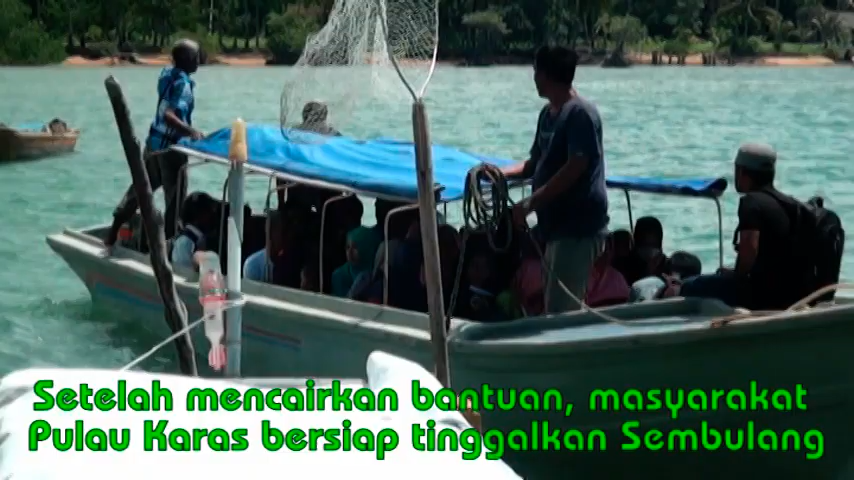 Setelah mencairkan bantuan, masyarakat
Pulau Karas bersiap tinggalkan Sembulang